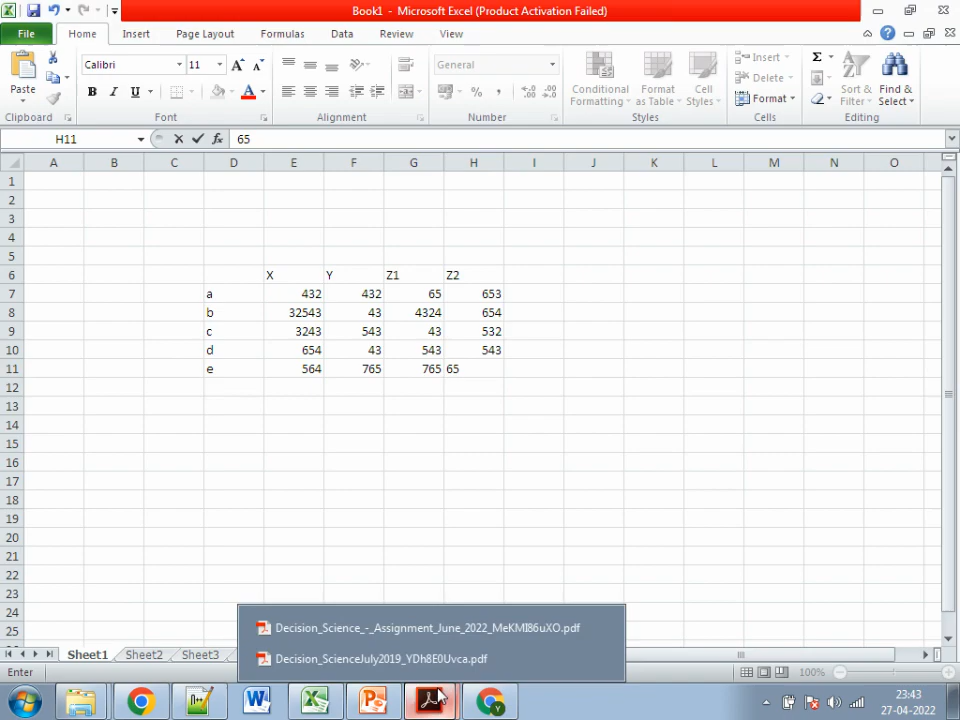 Book1 - Microsoft Excel (Product Activation Failed)
File Home Insert Page Layout Formulas Data Review View
Paste
Clipboard
Calibri 11
B I U
Font
Alignment
General
Number
Conditional Formatting
Format as Table
Cell Styles
Styles
Insert
Delete
Format
Cells
Sort & Filter
Find & Select
Editing
H11 fx 65
A B C D E F G H I J K L M N O
1
2
3
4
5
6 X Y Z1 Z2
7 a 432 432 65 653
8 b 32543 43 4324 654
9 c 3243 543 43 532
10 d 654 43 543 543
11 e 564 765 765 65
12
13
14
15
16
17
18
19
20
21
22
23
24
25
Decision_Science_-_Assignment_June_2022_MeKMI86uXO.pdf
Decision_ScienceJuly2019_YDh8E0Uvca.pdf
Sheet1 Sheet2 Sheet3
Enter 100%
23:43
27-04-2022